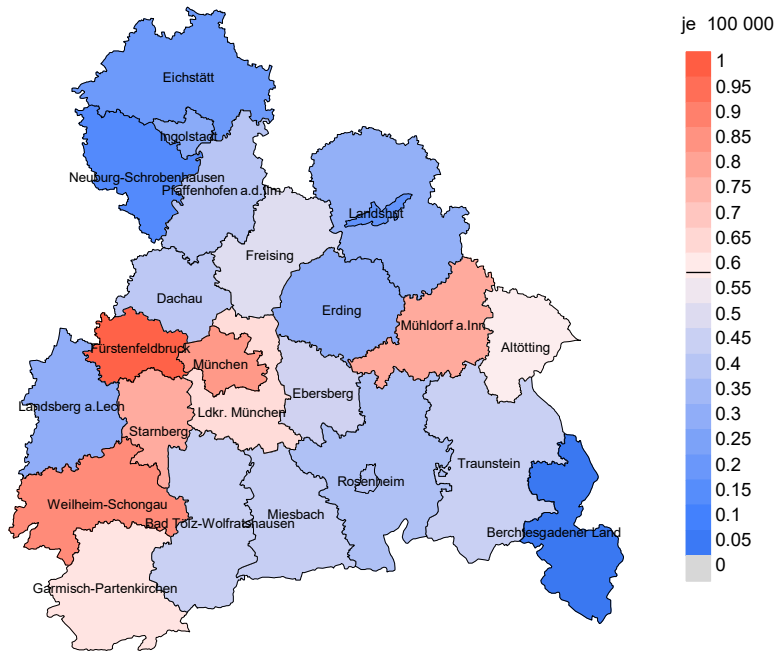 je 100 000
1
0.95
0.9
0.85
0.8
0.75
0.7
0.65
0.6
0.55
0.5
0.45
0.4
0.35
0.3
0.25
0.2
0.15
0.1
0.05
0
Eichstätt
Ingolstadt
Neuburg-Schrobenhausen
Pfaffenhofen a.d.Ilm
Landshut
Freising
Dachau
Erding
Mühldorf a.Inn
Altötting
Fürstenfeldbruck
München
Ebersberg
Landsberg a.Lech
Ldkr. München
Starnberg
Traunstein
Rosenheim
Weilheim-Schongau
Miesbach
Bad Tölz-Wolfratshausen
Berchtesgadener Land
Garmisch-Partenkirchen